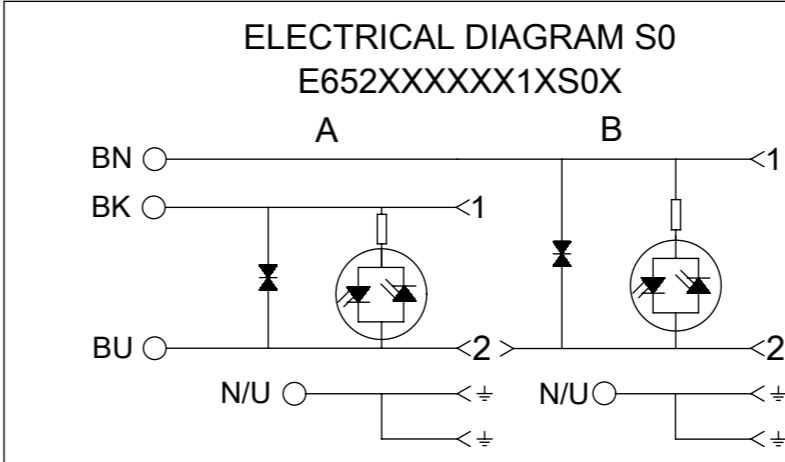 ELECTRICAL DIAGRAM S0
E652XXXXXX1XS0X
A B
BN 1
BK 1
BU 2 2
N/U N/U